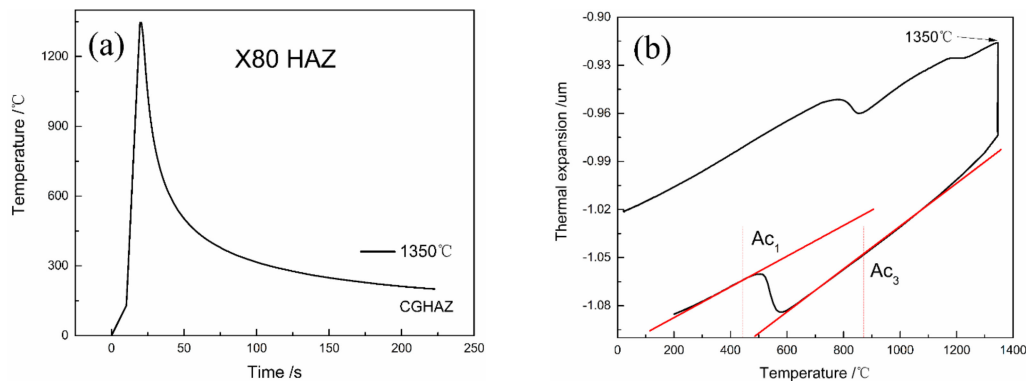 (a)
X80 HAZ
1350℃
CGHAZ
Temperature /℃
1200
900
600
300
0
0
50
100
150
200
250
Time /s
(b)
1350℃
Ac1
Ac3
Thermal expansion /um
-0.90
-0.93
-0.96
-0.99
-1.02
-1.05
-1.08
0
200
400
600
800
1000
1200
1400
Temperature /℃